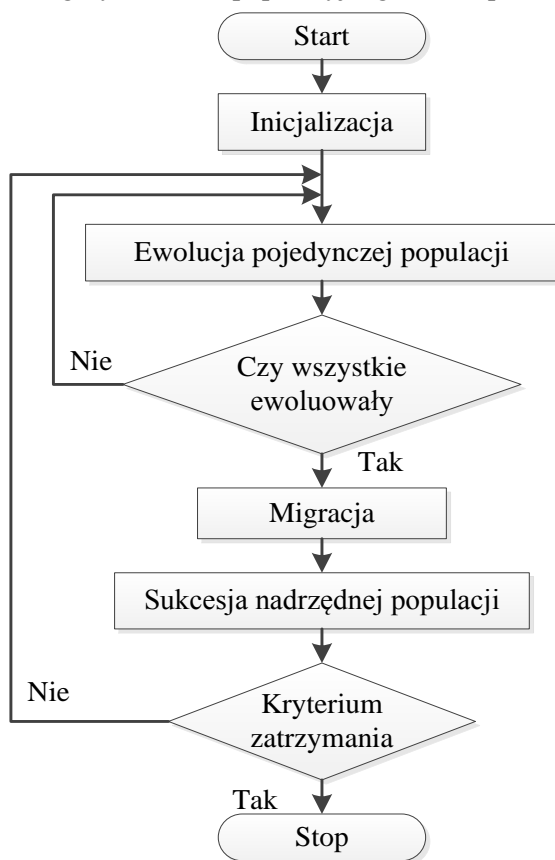 Start
Inicjalizacja
Ewolucja pojedynczej populacji
Nie
Czy wszystkie
ewoluowały
Tak
Migracja
Sukcesja nadrzędnej populacji
Nie
Kryterium
zatrzymania
Tak
Stop